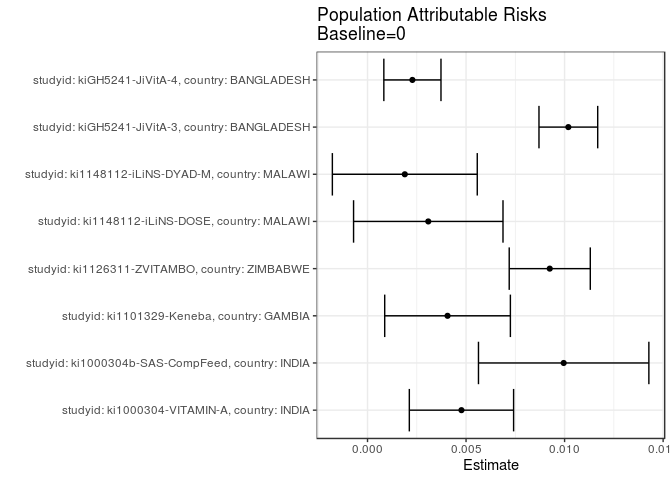 Population Attributable Risks
Baseline=0
studyid: kiGH5241-JiVitA-4, country: BANGLADESH
studyid: kiGH5241-JiVitA-3, country: BANGLADESH
studyid: ki1148112-iLiNS-DYAD-M, country: MALAWI
studyid: ki1148112-iLiNS-DOSE, country: MALAWI
studyid: ki1126311-ZVITAMBO, country: ZIMBABWE
studyid: ki1101329-Keneba, country: GAMBIA
studyid: ki1000304b-SAS-CompFeed, country: INDIA
studyid: ki1000304-VITAMIN-A, country: INDIA
0.000 0.005 0.010 0.01
Estimate